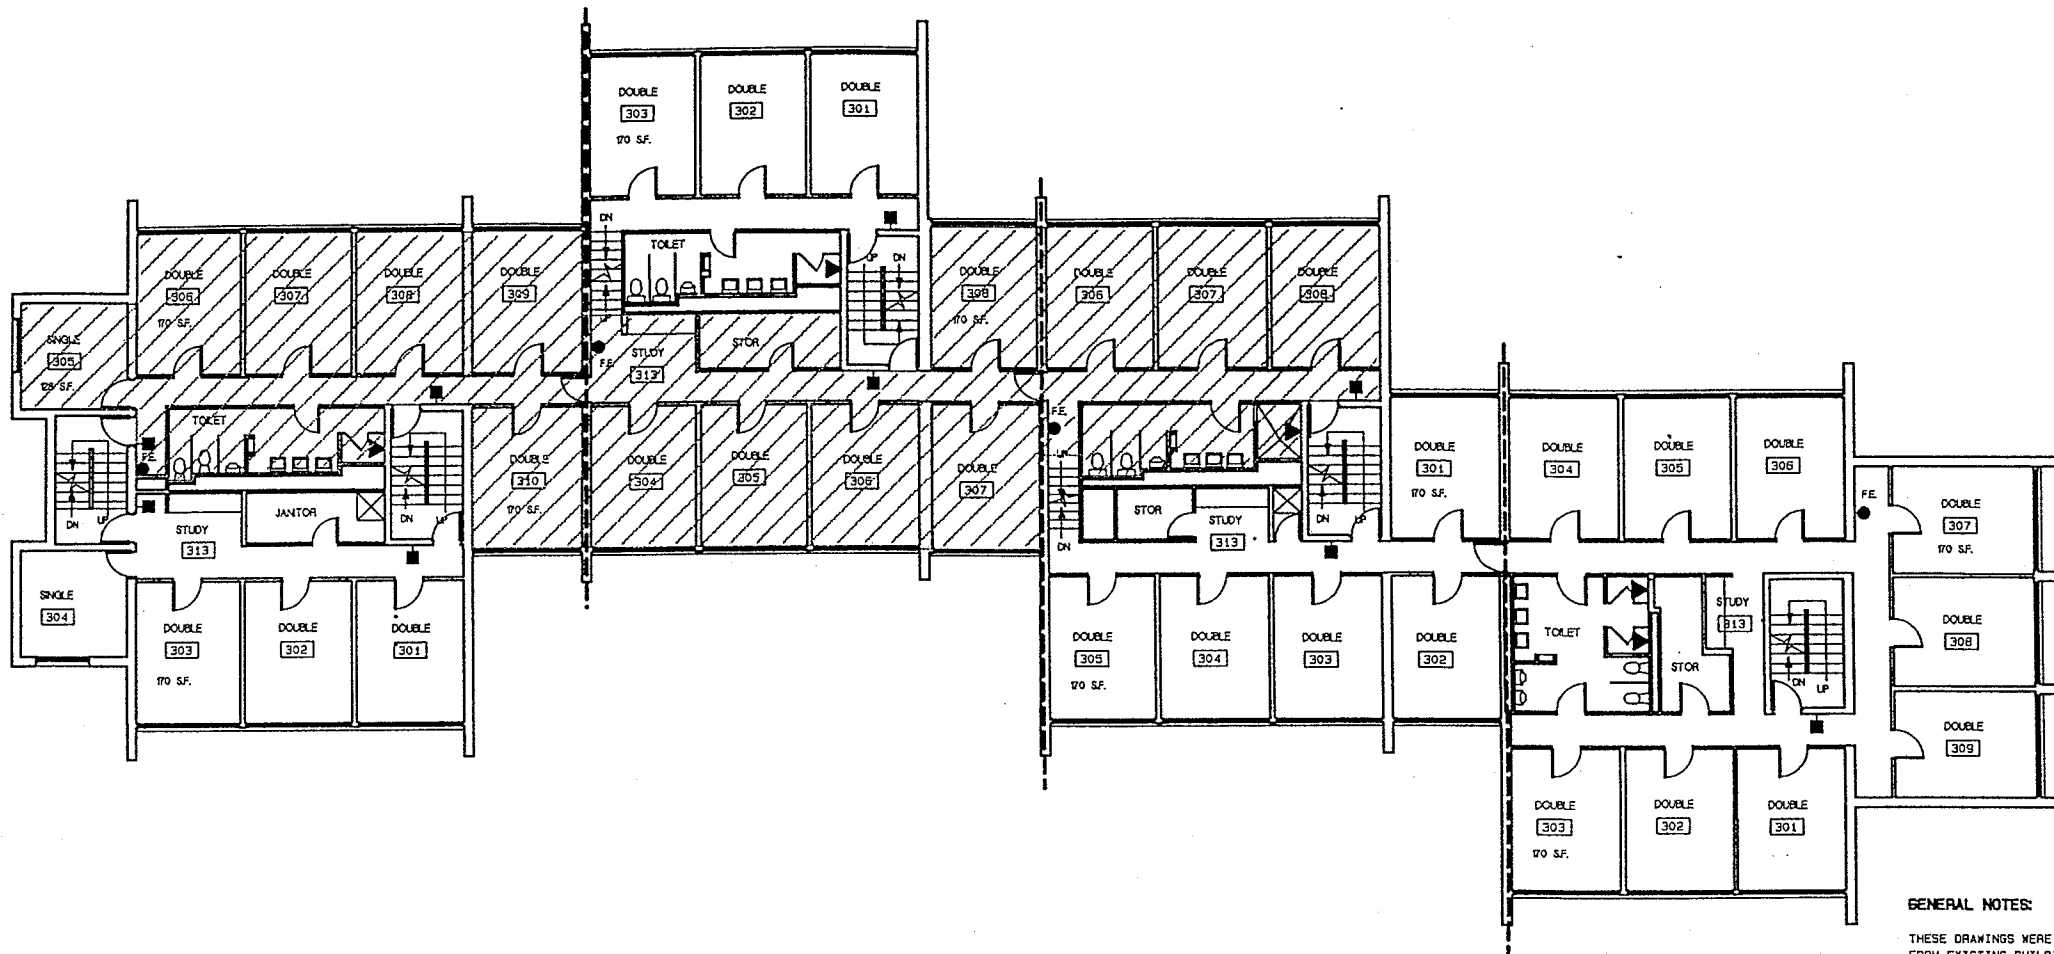 DOUBLE
303
170 S.F.
DOUBLE
302
DOUBLE
301
DN
TOILET
UP
DN
UP
DOUBLE
306
170 S.F.
DOUBLE
307
DOUBLE
308
DOUBLE
309
SINGLE
305
128 S.F.
F.E.
STUDY
313
STOR
DOUBLE
308
170 S.F.
DOUBLE
306
DOUBLE
307
DOUBLE
308
TOILET
F.E.
DN
UP
DN
UP
STUDY
313
JANITOR
SINGLE
304
DOUBLE
303
170 S.F.
DOUBLE
302
DOUBLE
301
DOUBLE
310
170 S.F.
DOUBLE
304
DOUBLE
305
DOUBLE
306
DOUBLE
307
F.E.
UP
DN
STOR
STUDY
313
DN
UP
DOUBLE
305
170 S.F.
DOUBLE
304
DOUBLE
303
DOUBLE
302
DOUBLE
301
170 S.F.
DOUBLE
304
DOUBLE
305
DOUBLE
306
F.E.
DOUBLE
307
170 S.F.
DOUBLE
308
DOUBLE
309
TOILET
STOR
STUDY
313
DN
UP
DOUBLE
303
170 S.F.
DOUBLE
302
DOUBLE
301
GENERAL NOTES:
THESE DRAWINGS WERE
FROM EXISTING